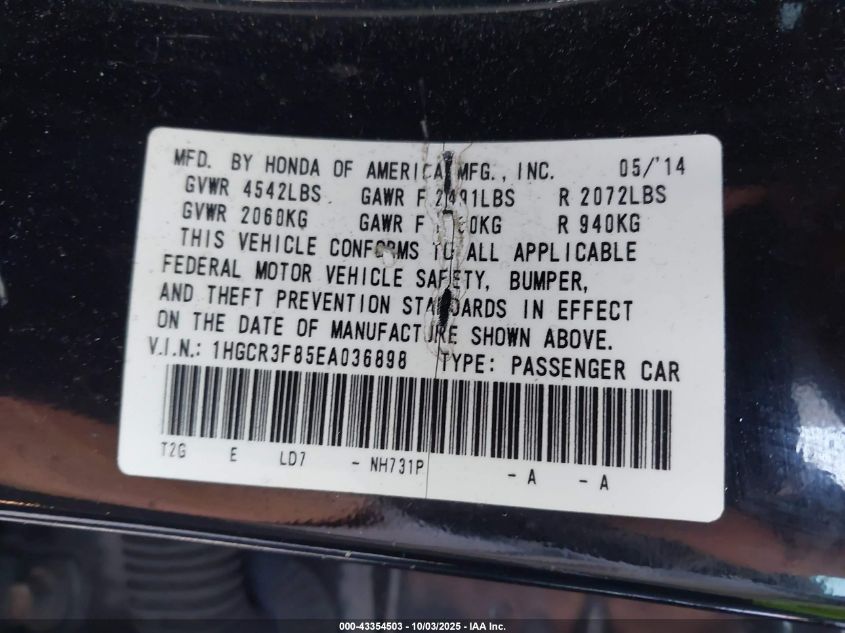 MFD. BY HONDA OF AMERICA MFG., INC. 05/'14
GVWR 4542LBS GAWR F 2491LBS R 2072LBS
GVWR 2060KG GAWR F R 940KG
THIS VEHICLE CONFORMS TO ALL APPLICABLE
FEDERAL MOTOR VEHICLE SAFETY, BUMPER,
AND THEFT PREVENTION STANDARDS IN EFFECT
ON THE DATE OF MANUFACTURE SHOWN ABOVE.
V.I.N.: 1HGCR3F85EA036898 TYPE: PASSENGER CAR
T2G E LD7 - NH731P - A - A
000-43354503 - 10/03/2025 - IAA Inc.